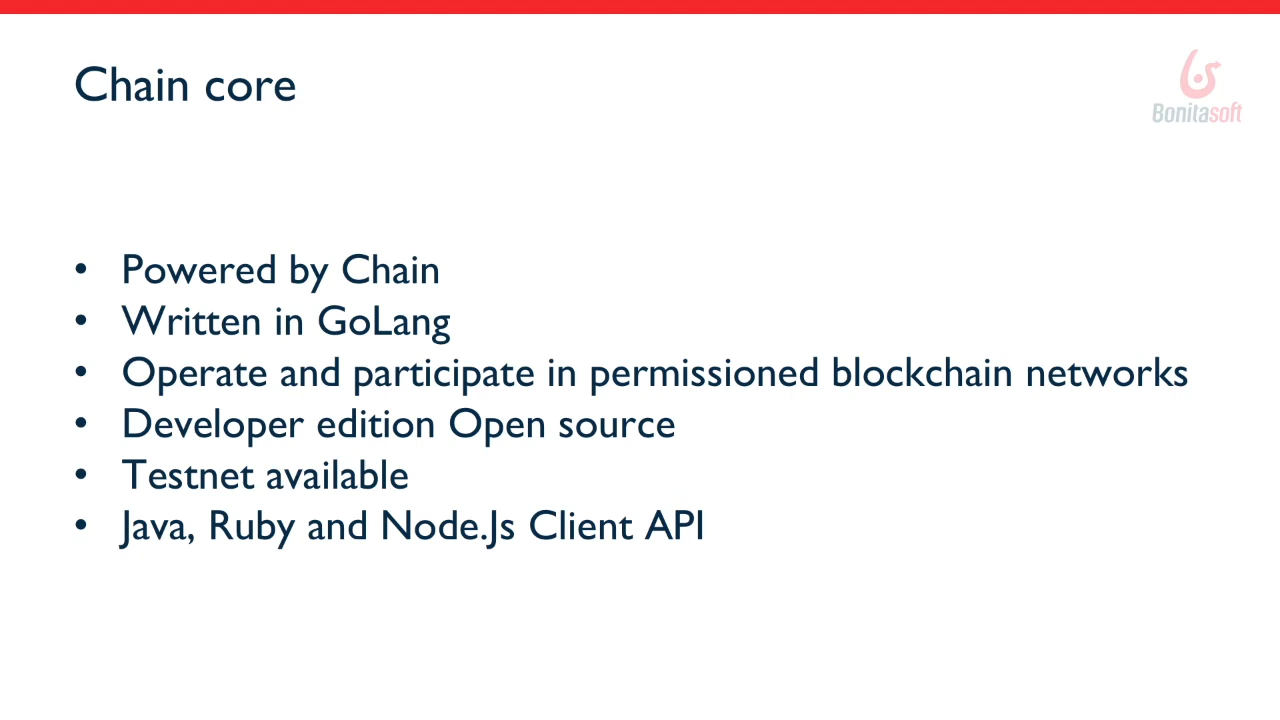 Chain core
Bonitasoft
• Powered by Chain
• Written in GoLang
• Operate and participate in permissioned blockchain networks
• Developer edition Open source
• Testnet available
• Java, Ruby and Node.Js Client API